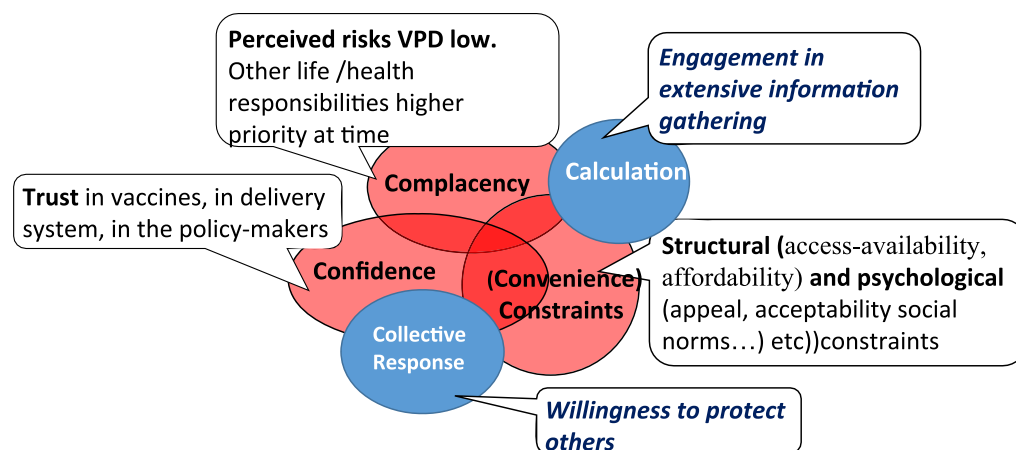 Perceived risks VPD low.
Other life /health
responsibilities higher
priority at time
Engagement in
extensive information
gathering
Complacency
Calculation
Trust in vaccines, in delivery
system, in the policy-makers
Confidence
(Convenience)
Constraints
Structural (access-availability,
affordability) and psychological
(appeal, acceptability social
norms…) etc))constraints
Collective
Response
Willingness to protect
others